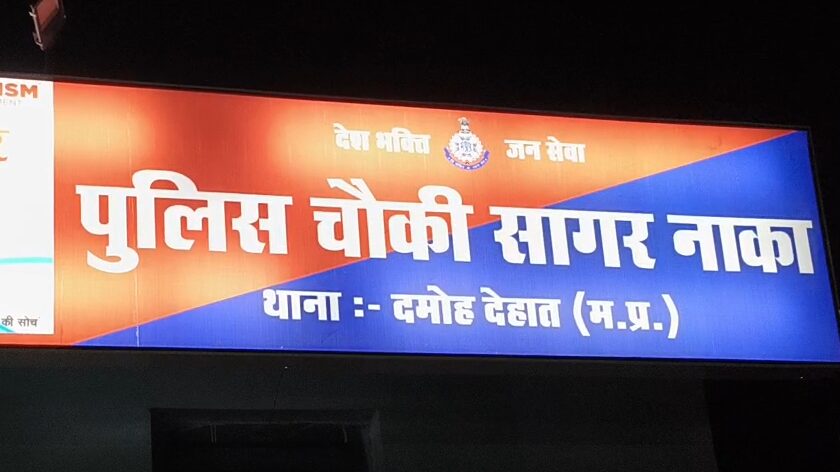 देश भक्ति जन सेवा
पुलिस चौकी सागर नाका
थाना :- दमोह देहात (म.प्र.)
की सोच